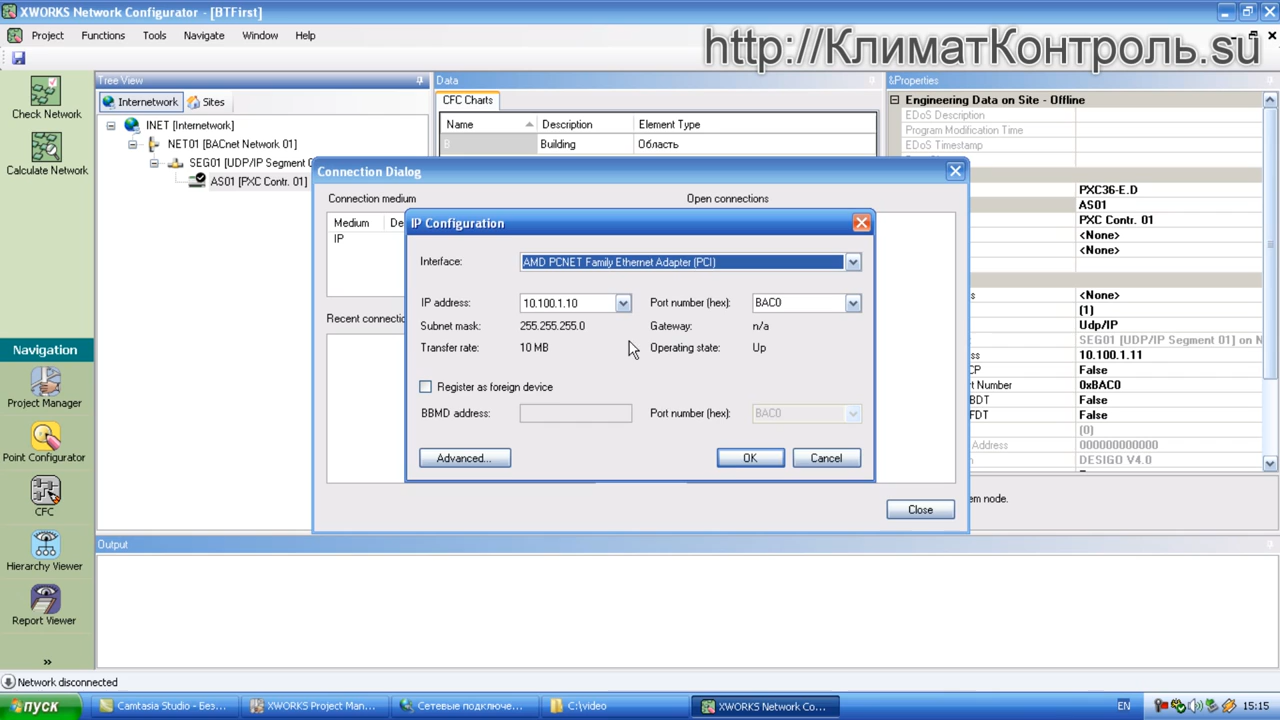 XWORKS Network Configurator - [BTFirst]
Project Functions Tools Navigate Window Help
http://КлиматКонтроль.su
Check Network
Calculate Network
Navigation
Project Manager
Point Configurator
CFC
Hierarchy Viewer
Report Viewer
»
Tree View
Internetwork Sites
INET [Internetwork]
NET01 [BACnet Network 01]
SEG01 [UDP/IP Segment 0
AS01 [PXC Contr. 01]
Data
CFC Charts
Name Description Element Type
B Building Область
&Properties
Engineering Data on Site - Offline
EDoS Description
Program Modification Time
EDoS Timestamp
PXC36-E.D
AS01
PXC Contr. 01
<None>
<None>
s <None>
(1)
Udp/IP
SEG01 [UDP/IP Segment 01] on N
s 10.100.1.11
CP False
t Number 0xBAC0
BDT False
FDT False
(0)
Address 000000000000
n DESIGO V4.0
em node.
Connection Dialog
Connection medium Open connections
Medium De
IP
Recent connectio
Close
IP Configuration
Interface: AMD PCNET Family Ethernet Adapter (PCI)
IP address: 10.100.1.10 Port number (hex): BAC0
Subnet mask: 255.255.255.0 Gateway: n/a
Transfer rate: 10 MB Operating state: Up
Register as foreign device
BBMD address: Port number (hex): BAC0
Advanced... OK Cancel
Output
Network disconnected
пуск Camtasia Studio - Без... XWORKS Project Man... Сетевые подключе... C:\video XWORKS Network Co... EN 15:15